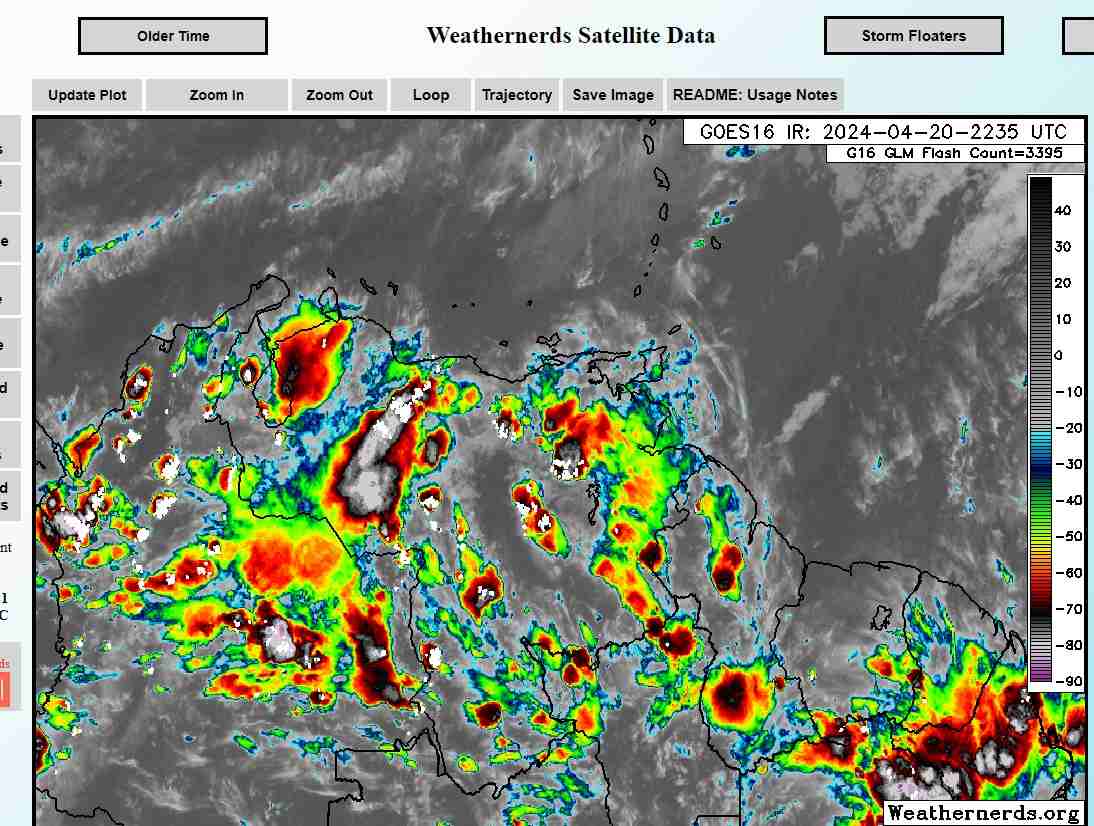 Older Time
Weathernerds Satellite Data
Storm Floaters
Update Plot
Zoom In
Zoom Out
Loop
Trajectory
Save Image
README: Usage Notes
GOES16 IR: 2024-04-20-2235 UTC
G16 GLM Flash Count=3395
40
30
20
10
0
-10
-20
-30
-40
-50
-60
-70
-80
-90
Weathernerds.org